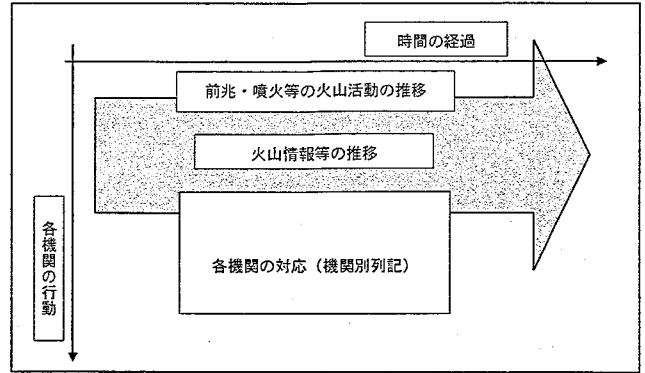 時間の経過
前兆・噴火等の火山活動の推移
火山情報等の推移
各機関の行動
各機関の対応（機関別列記）